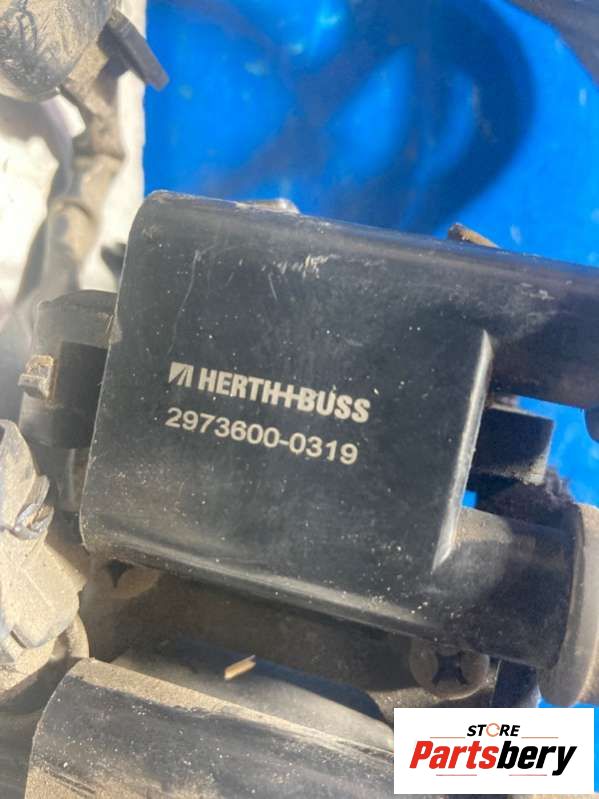 HERTH+BUSS
2973600-0319
STORE
Partsbery